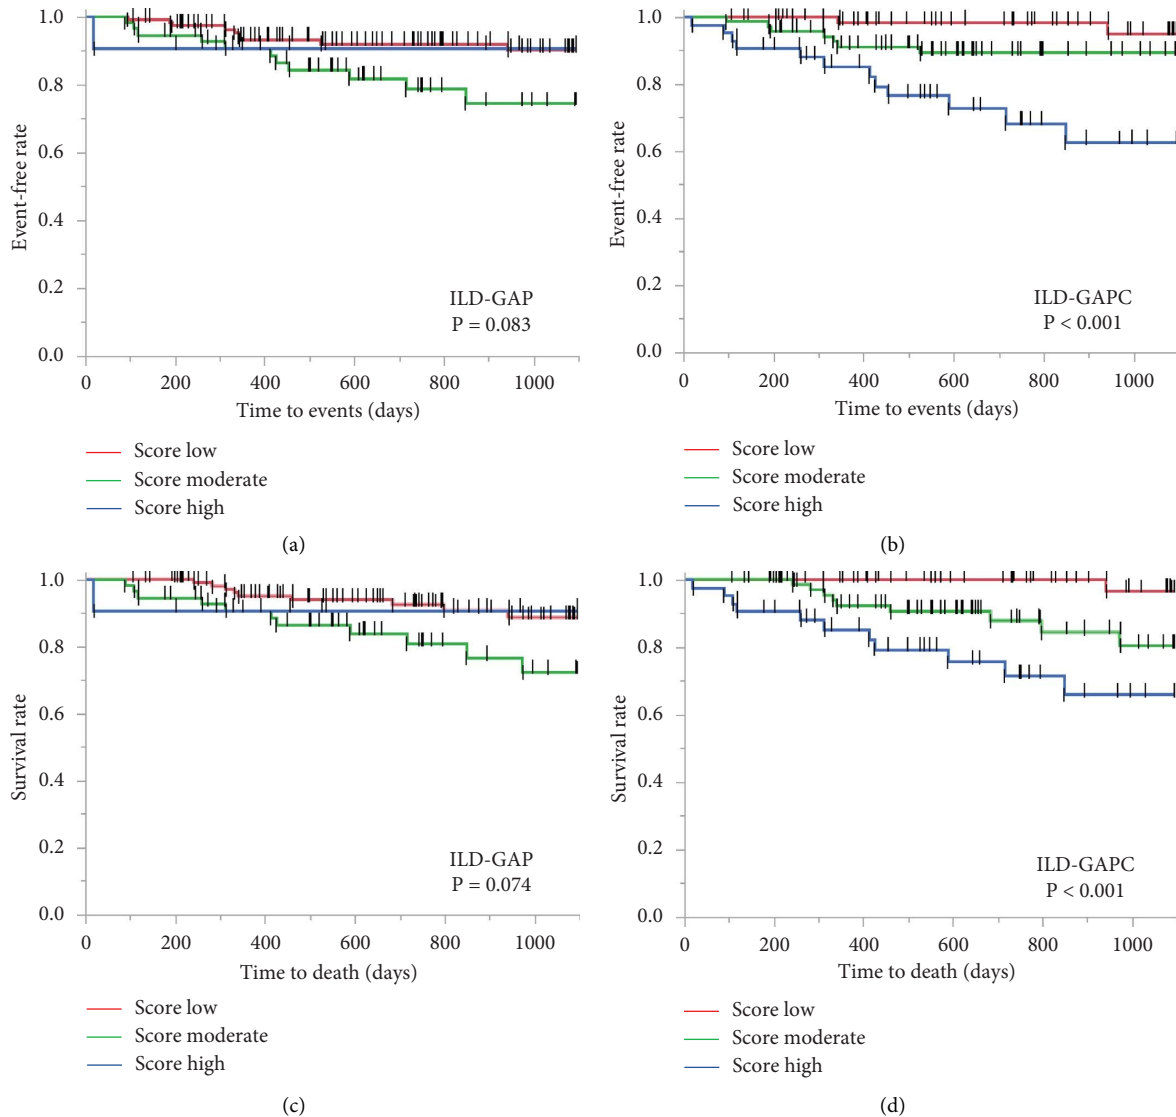 1.0
0.8
0.6
0.4
0.2
0.0
Event-free rate
ILD-GAP
P = 0.083
0 200 400 600 800 1000
Time to events (days)
Score low
Score moderate
Score high
(a)
1.0
0.8
0.6
0.4
0.2
0.0
Event-free rate
ILD-GAPC
P < 0.001
0 200 400 600 800 1000
Time to events (days)
Score low
Score moderate
Score high
(b)
1.0
0.8
0.6
0.4
0.2
0.0
Survival rate
ILD-GAP
P = 0.074
0 200 400 600 800 1000
Time to death (days)
Score low
Score moderate
Score high
(c)
1.0
0.8
0.6
0.4
0.2
0.0
Survival rate
ILD-GAPC
P < 0.001
0 200 400 600 800 1000
Time to death (days)
Score low
Score moderate
Score high
(d)